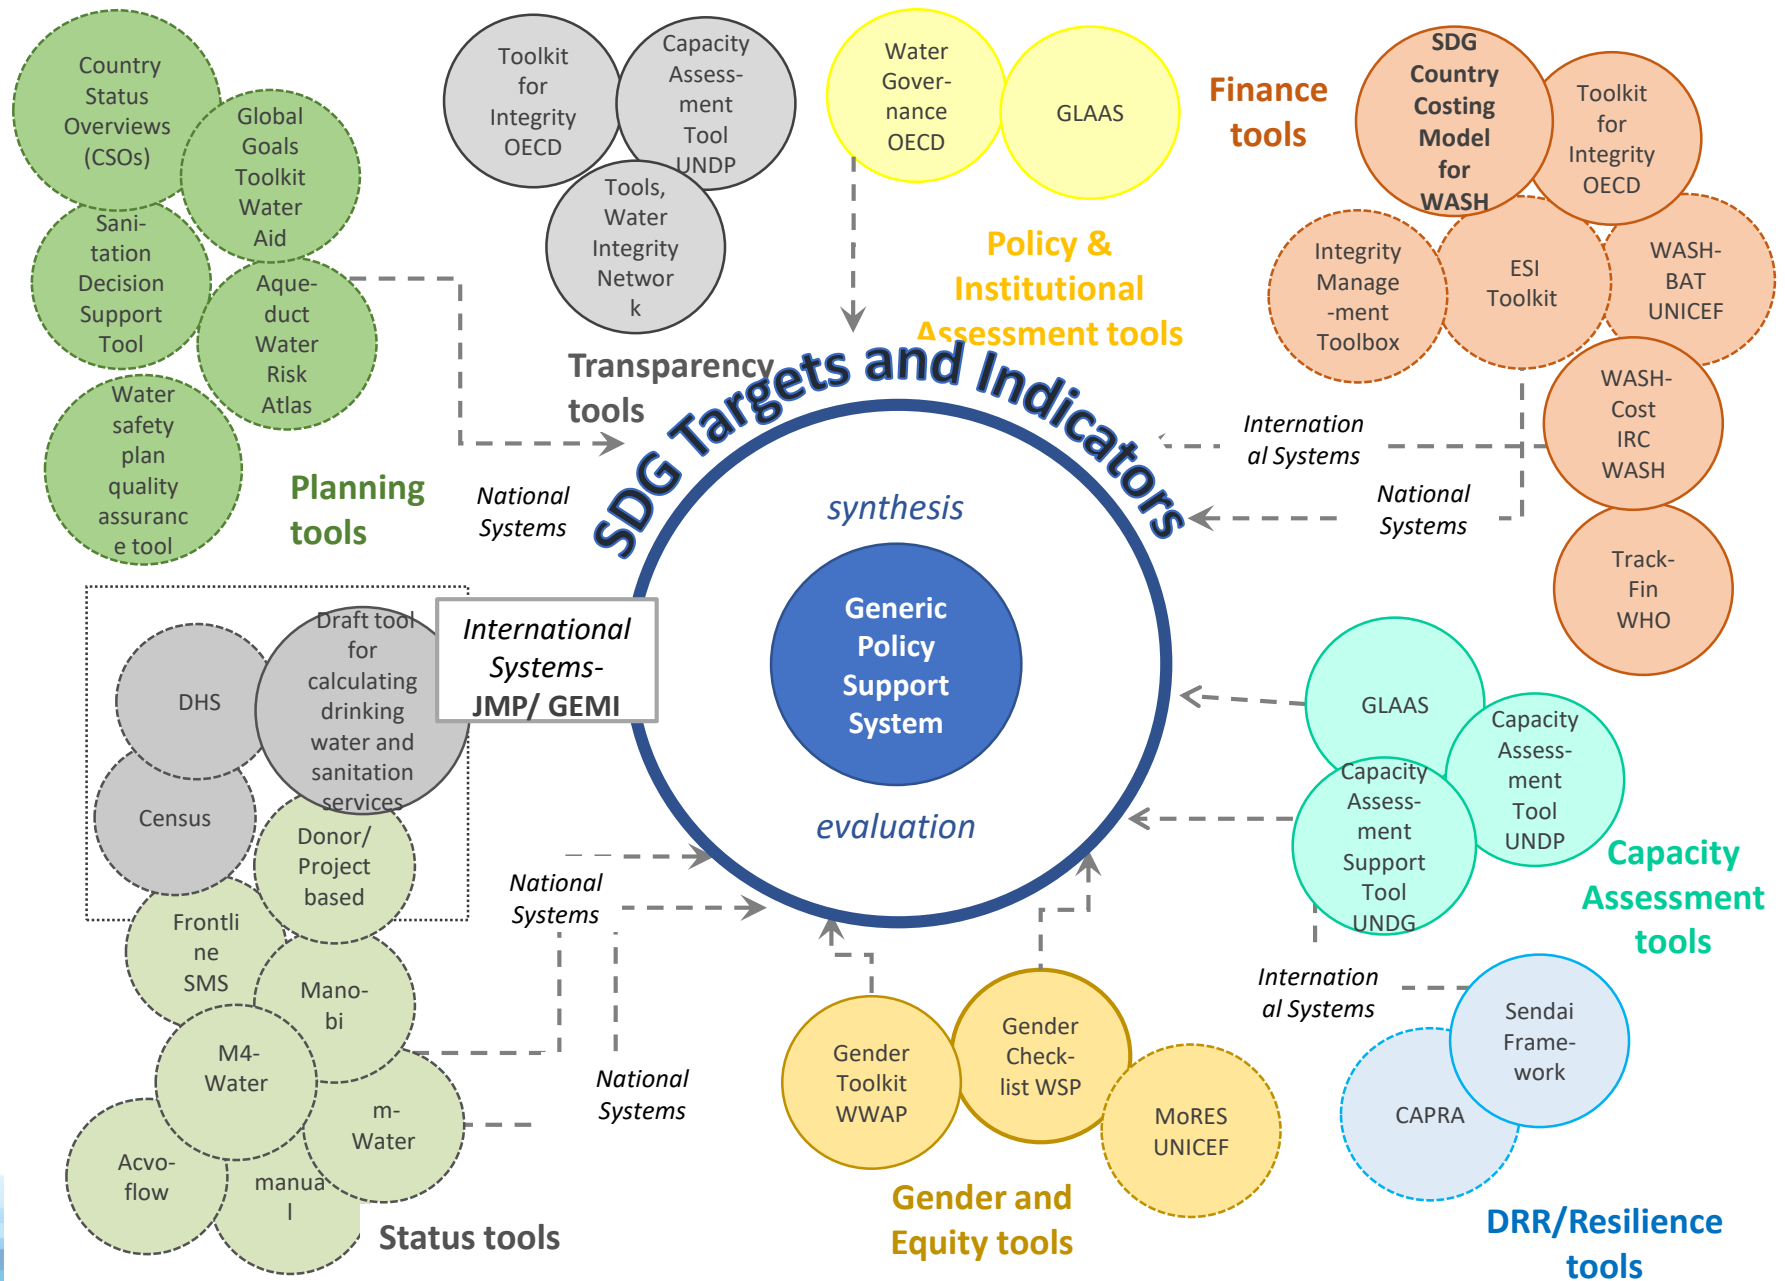 Country
Status
Overviews
(CSOs)
Global
Goals
Toolkit
Water
Aid
Sani-
tation
Decision
Support
Tool
Aque-
duct
Water
Risk
Atlas
Water
safety
plan
quality
assuranc
e tool
Planning
tools
National
Systems
Toolkit
for
Integrity
OECD
Capacity
Assess-
ment
Tool
UNDP
Tools,
Water
Integrity
Networ
k
Transparency
tools
Water
Gover-
nance
OECD
GLAAS
Policy &
Institutional
Assessment tools
Finance
tools
SDG
Country
Costing
Model
for
WASH
Toolkit
for
Integrity
OECD
Integrity
Manage
-ment
Toolbox
ESI
Toolkit
WASH-
BAT
UNICEF
WASH-
Cost
IRC
WASH
Track-
Fin
WHO
Internation
al Systems
National
Systems
SDG Targets and Indicators
synthesis
Generic
Policy
Support
System
evaluation
International
Systems-
JMP/ GEMI
DHS
Draft tool
for
calculating
drinking
water and
sanitation
services
Census
Donor/
Project
based
Frontli
ne
SMS
Mano-
bi
M4-
Water
m-
Water
Acvo-
flow
manua
l
Status tools
National
Systems
National
Systems
Gender
Toolkit
WWAP
Gender
Check-
list WSP
MoRES
UNICEF
Gender and
Equity tools
GLAAS
Capacity
Assess-
ment
Tool
UNDP
Capacity
Assess-
ment
Support
Tool
UNDG
Capacity
Assessment
tools
Internation
al Systems
Sendai
Frame-
work
CAPRA
DRR/Resilience
tools